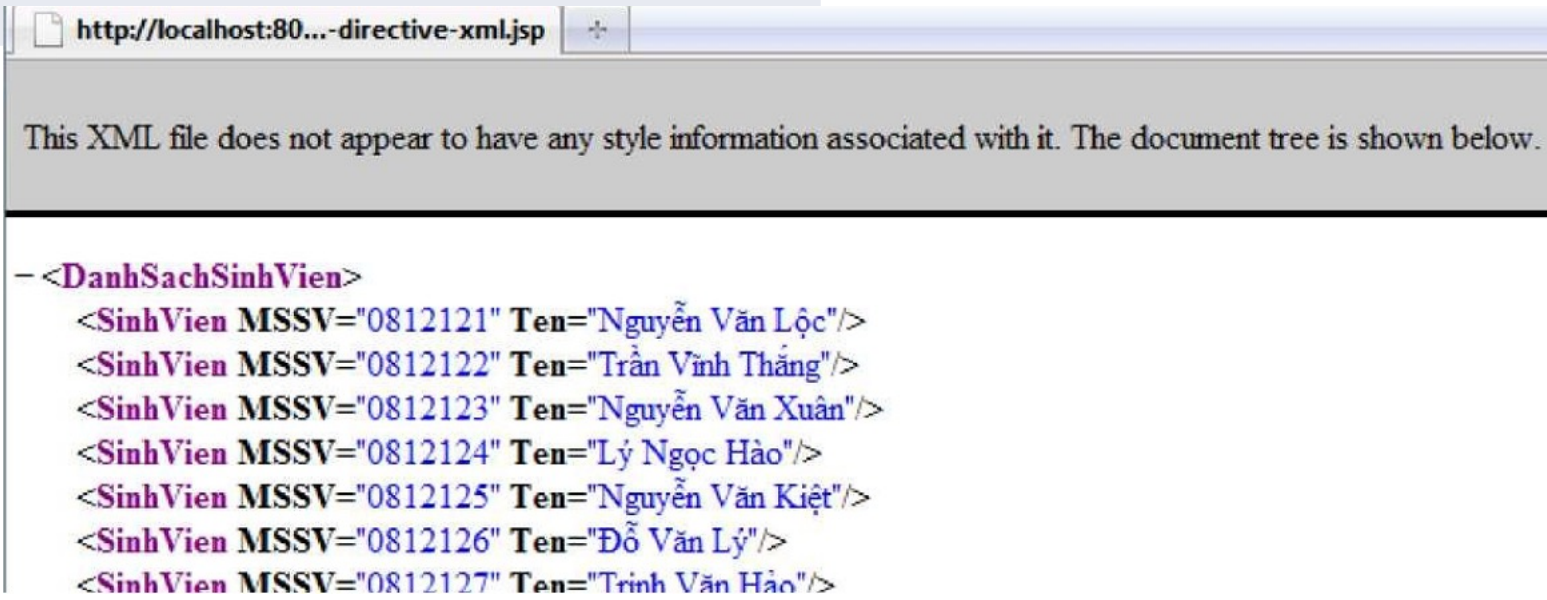 http://localhost:80...-directive-xml.jsp
This XML file does not appear to have any style information associated with it. The document tree is shown below.
- <DanhSachSinhVien>
<SinhVien MSSV="0812121" Ten="Nguyễn Văn Lộc"/>
<SinhVien MSSV="0812122" Ten="Trần Vĩnh Thắng"/>
<SinhVien MSSV="0812123" Ten="Nguyễn Văn Xuân"/>
<SinhVien MSSV="0812124" Ten="Lý Ngọc Hào"/>
<SinhVien MSSV="0812125" Ten="Nguyễn Văn Kiệt"/>
<SinhVien MSSV="0812126" Ten="Đỗ Văn Lý"/>
<SinhVien MSSV="0812127" Ten="Trịnh Văn Hảo"/>